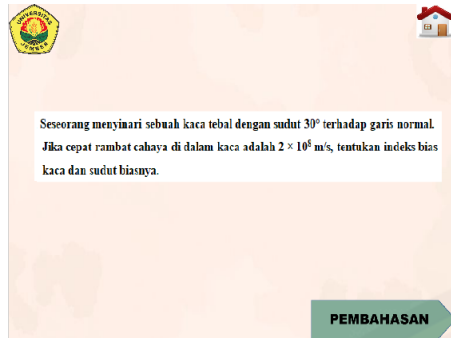 UNIVERSITAS
JEMBER
Seseorang menyinari sebuah kaca tebal dengan sudut 30° terhadap garis normal.
Jika cepat rambat cahaya di dalam kaca adalah 2 × 10⁸ m/s, tentukan indeks bias
kaca dan sudut biasnya.
PEMBAHASAN